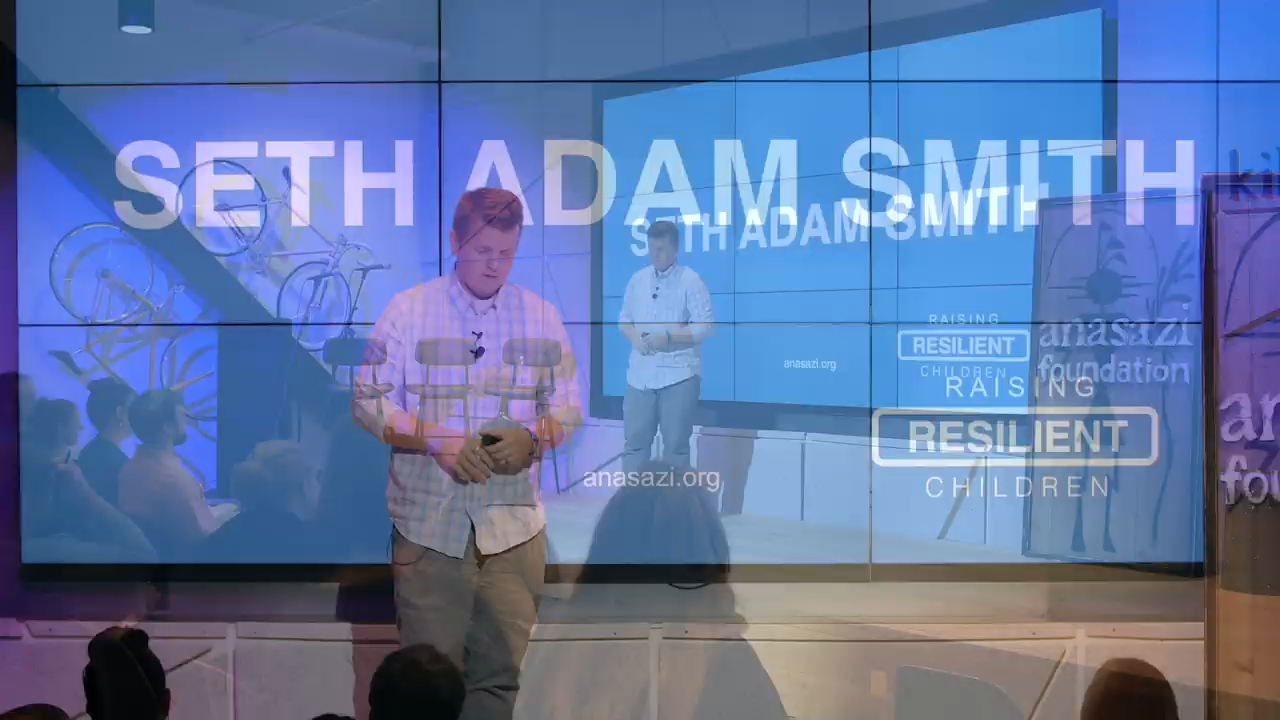 SETH ADAM SMITH
SETH ADAM SMITH
anasazi.org
RAISING
RESILIENT
CHILDREN
anasazi
foundation
RAISING
RESILIENT
CHILDREN
anasazi.org